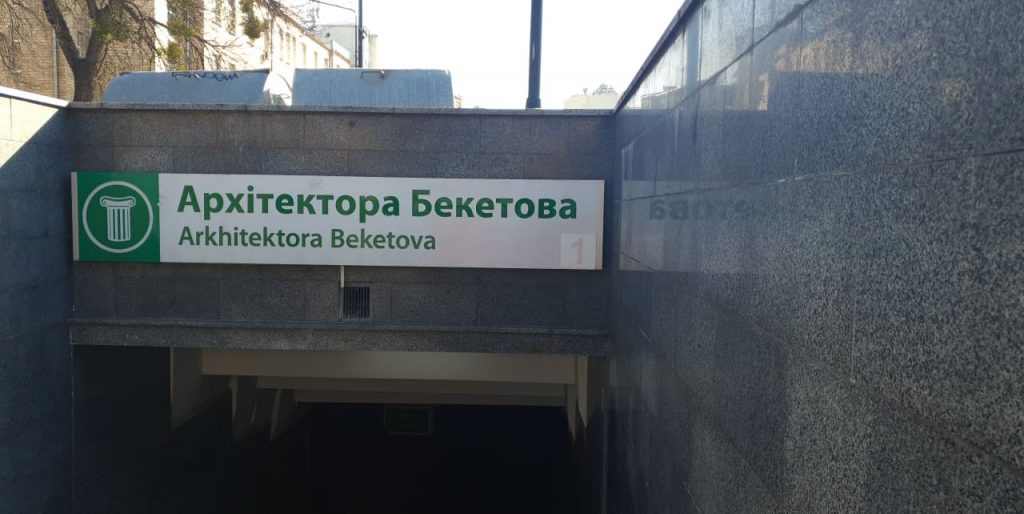 Архітектора Бекетова
Arkhitektora Beketova
1